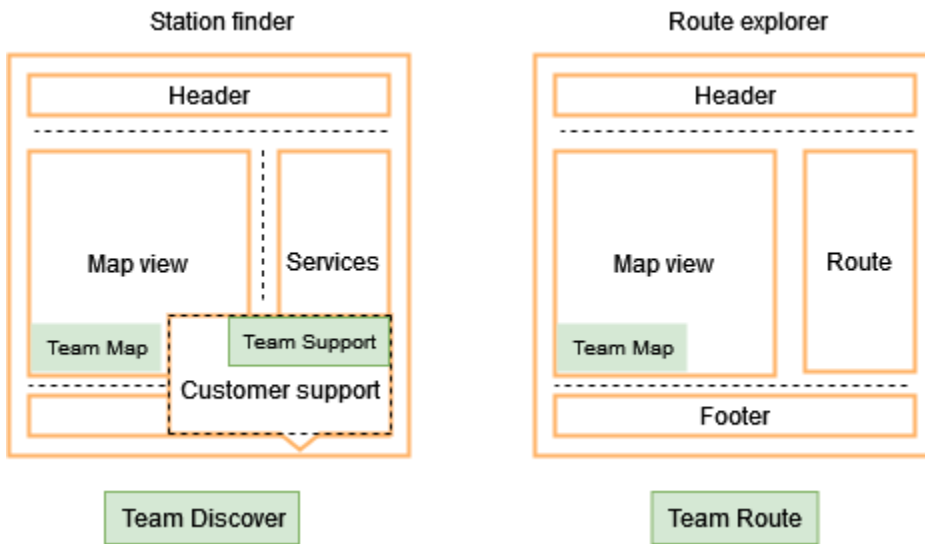 Station finder
Route explorer
Header
Header
Map view
Services
Map view
Route
Team Map
Team Support
Team Map
Customer support
Footer
Team Discover
Team Route